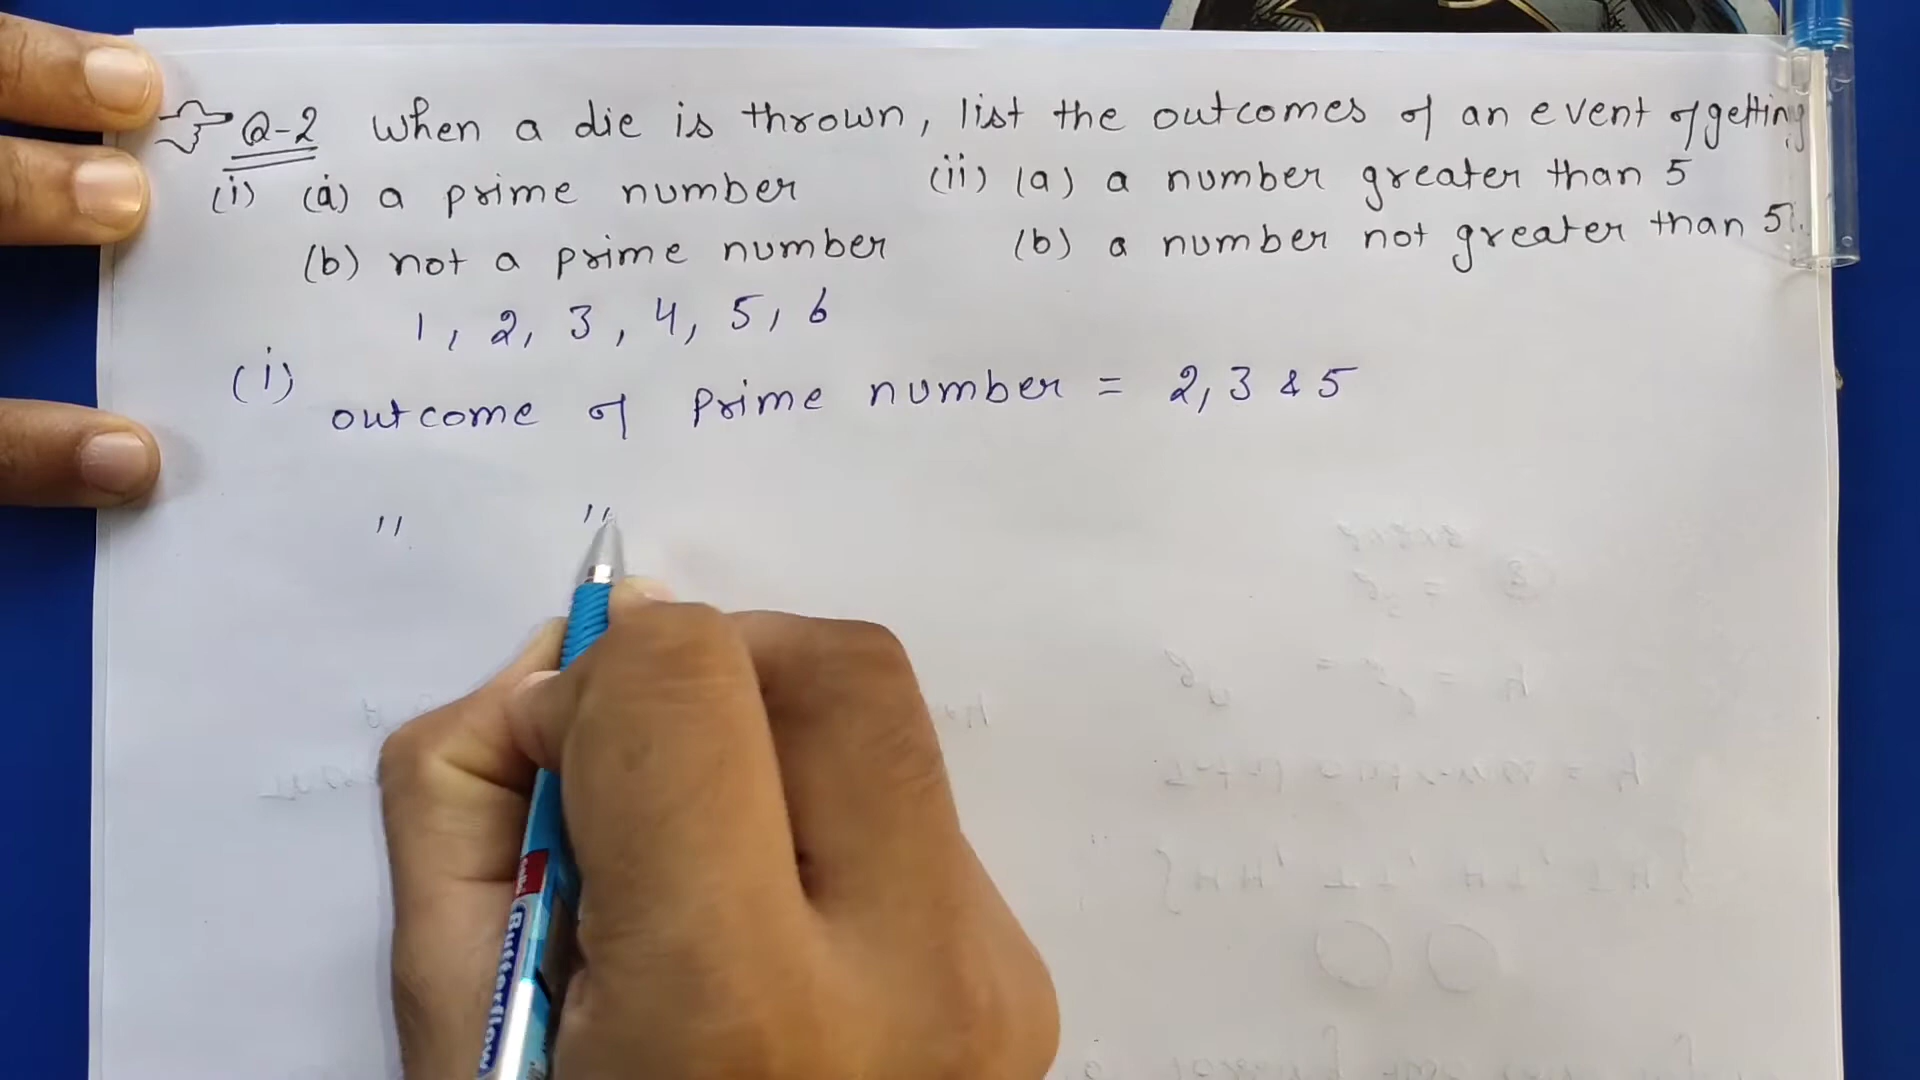 Q-2 When a die is thrown, list the outcomes of an event of getting
(i) (a) a prime number (ii) (a) a number greater than 5
(b) not a prime number (b) a number not greater than 5.
1, 2, 3, 4, 5, 6
(i) outcome of prime number = 2, 3 & 5
" "
Butterflow